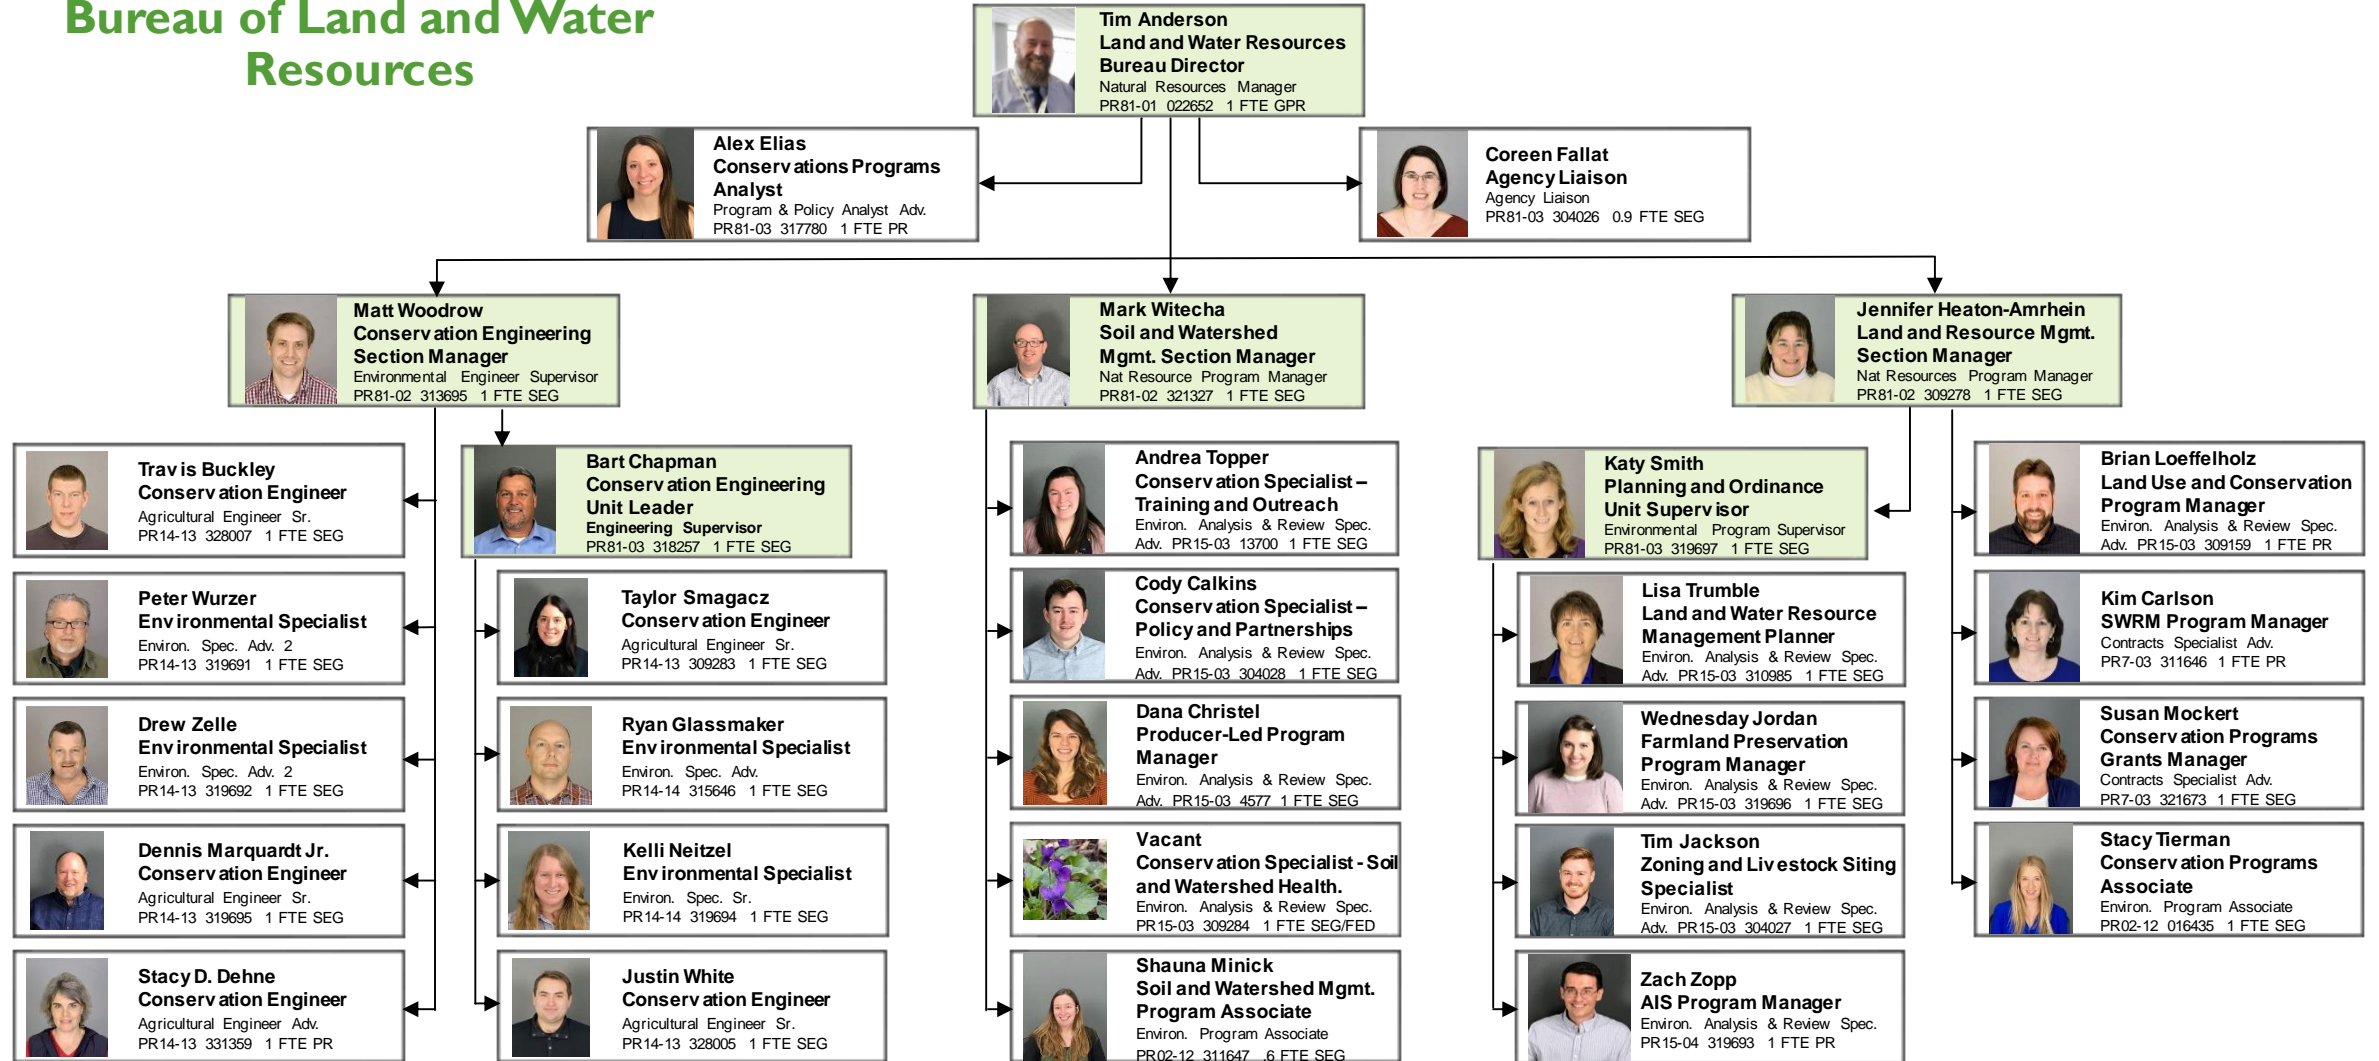 Bureau of Land and Water
Resources
Tim Anderson
Land and Water Resources
Bureau Director
Natural Resources Manager
PR81-01 022652 1 FTE GPR
Alex Elias
Conservations Programs
Analyst
Program & Policy Analyst Adv.
PR81-03 317780 1 FTE PR
Coreen Fallat
Agency Liaison
Agency Liaison
PR81-03 304026 0.9 FTE SEG
Matt Woodrow
Conservation Engineering
Section Manager
Environmental Engineer Supervisor
PR81-02 313695 1 FTE SEG
Mark Witecha
Soil and Watershed
Mgmt. Section Manager
Nat Resource Program Manager
PR81-02 321327 1 FTE SEG
Jennifer Heaton-Amrhein
Land and Resource Mgmt.
Section Manager
Nat Resources Program Manager
PR81-02 309278 1 FTE SEG
Travis Buckley
Conservation Engineer
Agricultural Engineer Sr.
PR14-13 328007 1 FTE SEG
Peter Wurzer
Environmental Specialist
Environ. Spec. Adv. 2
PR14-13 319691 1 FTE SEG
Drew Zelle
Environmental Specialist
Environ. Spec. Adv. 2
PR14-13 319692 1 FTE SEG
Dennis Marquardt Jr.
Conservation Engineer
Agricultural Engineer Sr.
PR14-13 319695 1 FTE SEG
Stacy D. Dehne
Conservation Engineer
Agricultural Engineer Adv.
PR14-13 331359 1 FTE PR
Bart Chapman
Conservation Engineering
Unit Leader
Engineering Supervisor
PR81-03 318257 1 FTE SEG
Taylor Smagacz
Conservation Engineer
Agricultural Engineer Sr.
PR14-13 309283 1 FTE SEG
Ryan Glassmaker
Environmental Specialist
Environ. Spec. Adv.
PR14-14 315646 1 FTE SEG
Kelli Neitzel
Environmental Specialist
Environ. Spec. Sr.
PR14-14 319694 1 FTE SEG
Justin White
Conservation Engineer
Agricultural Engineer Sr.
PR14-13 328005 1 FTE SEG
Andrea Topper
Conservation Specialist –
Training and Outreach
Environ. Analysis & Review Spec.
Adv. PR15-03 13700 1 FTE SEG
Cody Calkins
Conservation Specialist –
Policy and Partnerships
Environ. Analysis & Review Spec.
Adv. PR15-03 304028 1 FTE SEG
Dana Christel
Producer-Led Program
Manager
Environ. Analysis & Review Spec.
Adv. PR15-03 4577 1 FTE SEG
Vacant
Conservation Specialist - Soil
and Watershed Health.
Environ. Analysis & Review Spec.
PR15-03 309284 1 FTE SEG/FED
Shauna Minick
Soil and Watershed Mgmt.
Program Associate
Environ. Program Associate
PR02-12 311647 .6 FTE SEG
Katy Smith
Planning and Ordinance
Unit Supervisor
Environmental Program Supervisor
PR81-03 319697 1 FTE SEG
Lisa Trumble
Land and Water Resource
Management Planner
Environ. Analysis & Review Spec.
Adv. PR15-03 310985 1 FTE SEG
Wednesday Jordan
Farmland Preservation
Program Manager
Environ. Analysis & Review Spec.
Adv. PR15-03 319696 1 FTE SEG
Tim Jackson
Zoning and Livestock Siting
Specialist
Environ. Analysis & Review Spec.
Adv. PR15-03 304027 1 FTE SEG
Zach Zopp
AIS Program Manager
Environ. Analysis & Review Spec.
PR15-04 319693 1 FTE PR
Brian Loeffelholz
Land Use and Conservation
Program Manager
Environ. Analysis & Review Spec.
Adv. PR15-03 309159 1 FTE PR
Kim Carlson
SWRM Program Manager
Contracts Specialist Adv.
PR7-03 311646 1 FTE PR
Susan Mockert
Conservation Programs
Grants Manager
Contracts Specialist Adv.
PR7-03 321673 1 FTE SEG
Stacy Tierman
Conservation Programs
Associate
Environ. Program Associate
PR02-12 016435 1 FTE SEG